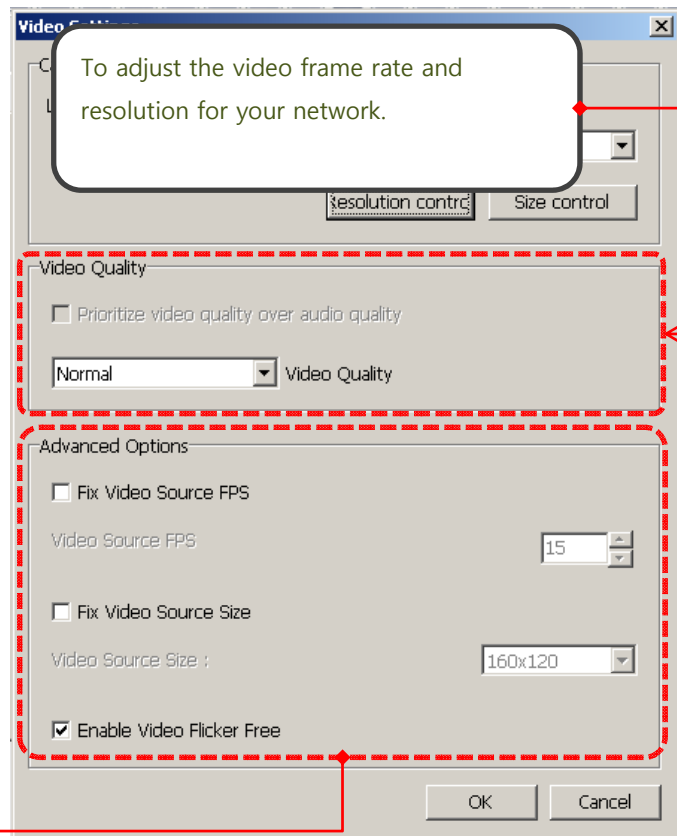 Video Settings
To adjust the video frame rate and
resolution for your network.
Resolution contro
Size control
Video Quality
Prioritize video quality over audio quality
Normal
Video Quality
Advanced Options
Fix Video Source FPS
Video Source FPS
15
Fix Video Source Size
Video Source Size :
160x120
Enable Video Flicker Free
OK
Cancel